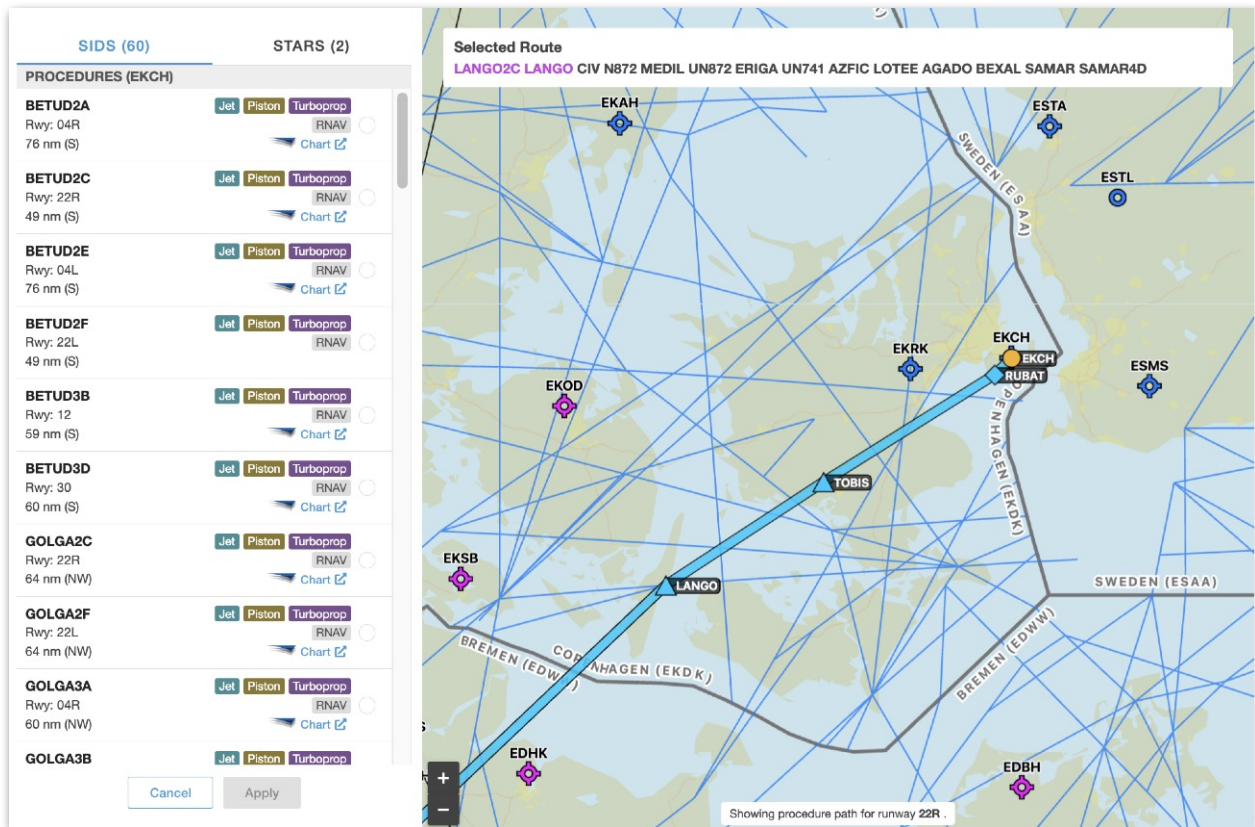 SIDS (60)
STARS (2)
PROCEDURES (EKCH)
BETUD2A
Jet Piston Turboprop
Rwy: 04R
RNAV
76 nm (S)
Chart
BETUD2C
Jet Piston Turboprop
Rwy: 22R
RNAV
49 nm (S)
Chart
BETUD2E
Jet Piston Turboprop
Rwy: 04L
RNAV
76 nm (S)
Chart
BETUD2F
Jet Piston Turboprop
Rwy: 22L
RNAV
49 nm (S)
BETUD3B
Jet Piston Turboprop
Rwy: 12
RNAV
59 nm (S)
Chart
BETUD3D
Jet Piston Turboprop
Rwy: 30
RNAV
60 nm (S)
Chart
GOLGA2C
Jet Piston Turboprop
Rwy: 22R
RNAV
64 nm (NW)
Chart
GOLGA2F
Jet Piston Turboprop
Rwy: 22L
RNAV
64 nm (NW)
Chart
GOLGA3A
Jet Piston Turboprop
Rwy: 04R
RNAV
60 nm (NW)
Chart
GOLGA3B
Jet Piston Turboprop
Cancel
Apply
Selected Route
LANGO2C LANGO CIV N872 MEDIL UN872 ERIGA UN741 AZFIC LOTEE AGADO BEXAL SAMAR SAMAR4D
EKAH
ESTA
SWEDEN (ESAA)
ESTL
EKCH
EKCH
RUBAT
EKRK
ESMS
EKOD
COPENHAGEN (EKDK)
TOBIS
EKSB
LANGO
SWEDEN (ESAA)
BREMEN (EDWW)
COPENHAGEN (EKDK)
BREMEN (EDWW)
EDHK
EDBH
+
−
Showing procedure path for runway 22R .